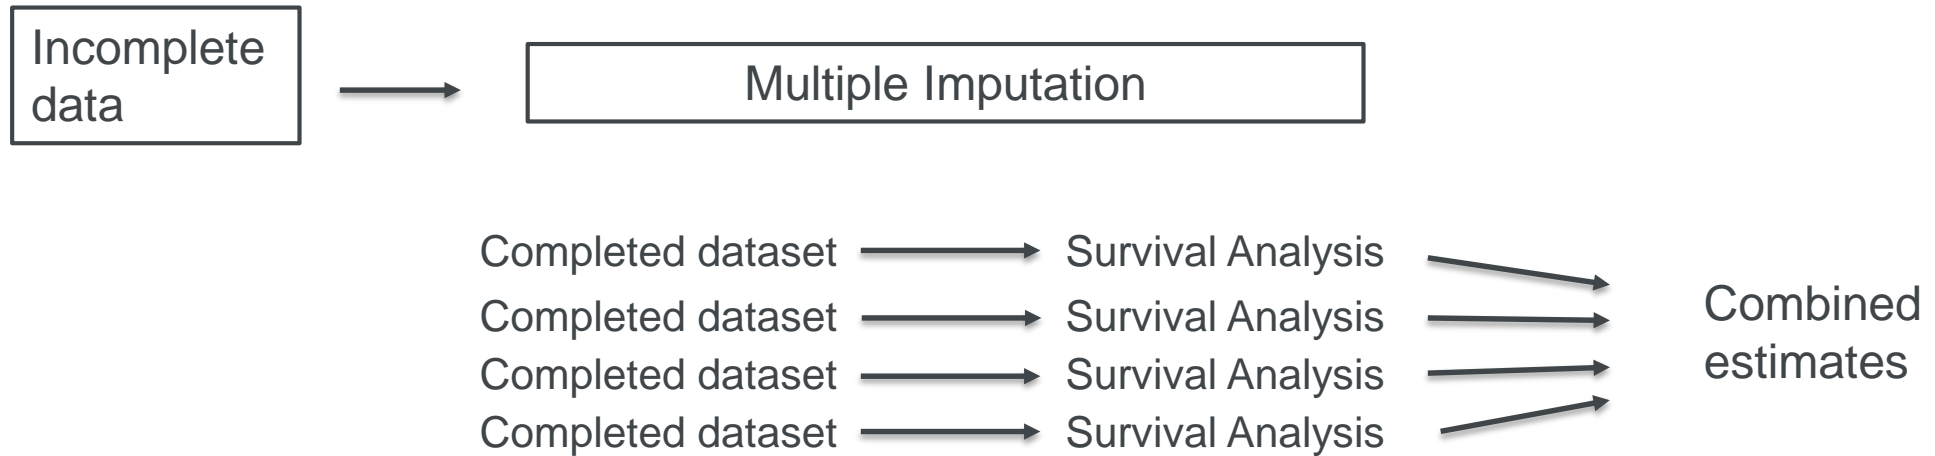 Incomplete
data
Multiple Imputation
Completed dataset Survival Analysis
Completed dataset Survival Analysis
Completed dataset Survival Analysis
Completed dataset Survival Analysis
Combined
estimates